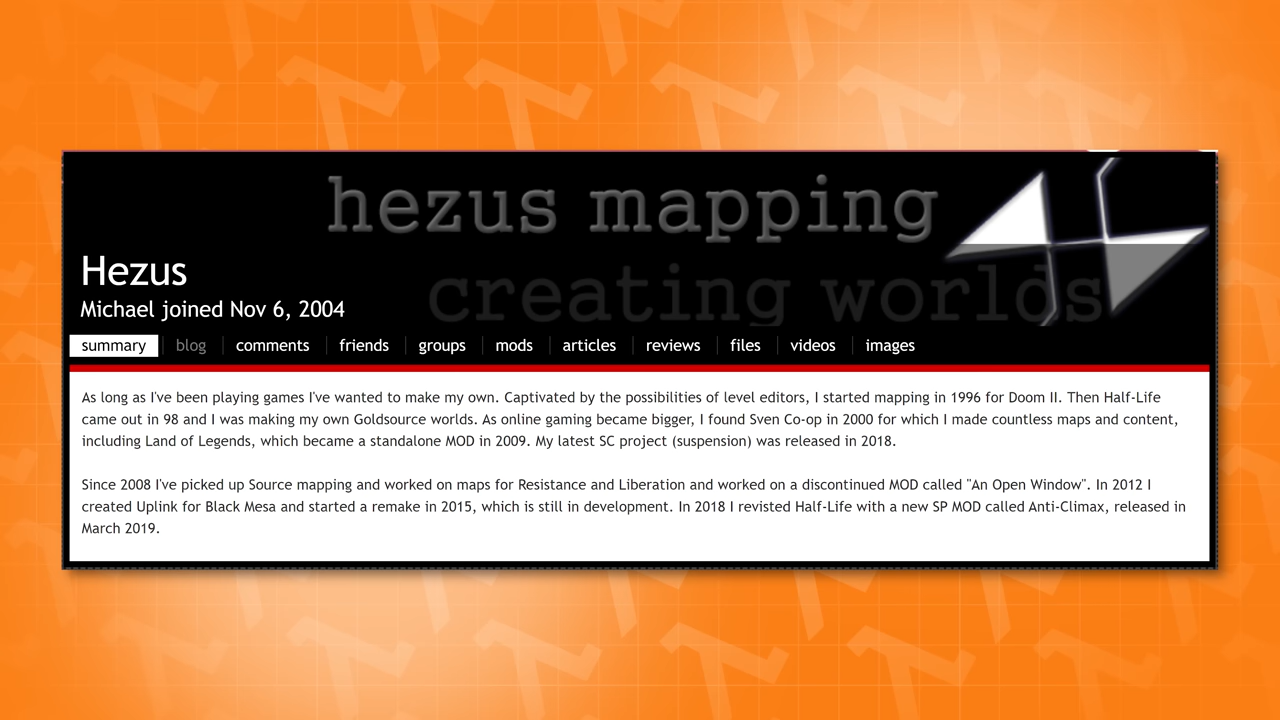 hezus mapping
creating worlds
Hezus
Michael joined Nov 6, 2004
summary blog comments friends groups mods articles reviews files videos images
As long as I've been playing games I've wanted to make my own. Captivated by the possibilities of level editors, I started mapping in 1996 for Doom II. Then Half-Life
came out in 98 and I was making my own Goldsource worlds. As online gaming became bigger, I found Sven Co-op in 2000 for which I made countless maps and content,
including Land of Legends, which became a standalone MOD in 2009. My latest SC project (suspension) was released in 2018.
Since 2008 I've picked up Source mapping and worked on maps for Resistance and Liberation and worked on a discontinued MOD called "An Open Window". In 2012 I
created Uplink for Black Mesa and started a remake in 2015, which is still in development. In 2018 I revisted Half-Life with a new SP MOD called Anti-Climax, released in
March 2019.